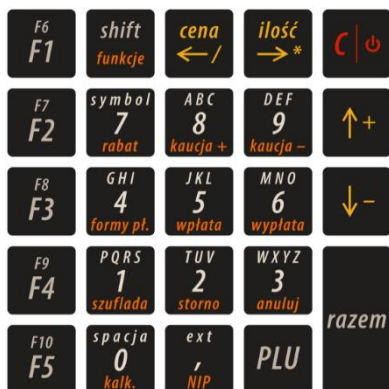 F6 shift cena ilość C
F1 funkcje ← / → *
F7 symbol ABC DEF ↑ +
F2 7 8 9
rabat kaucja + kaucja –
F8 GHI JKL MNO ↓ –
F3 4 5 6
formy pł. wpłata wypłata
F9 PQRS TUV WXYZ
F4 1 2 3 razem
szuflada storno anuluj
F10 spacja ext PLU
F5 0 ,
kalk. NIP